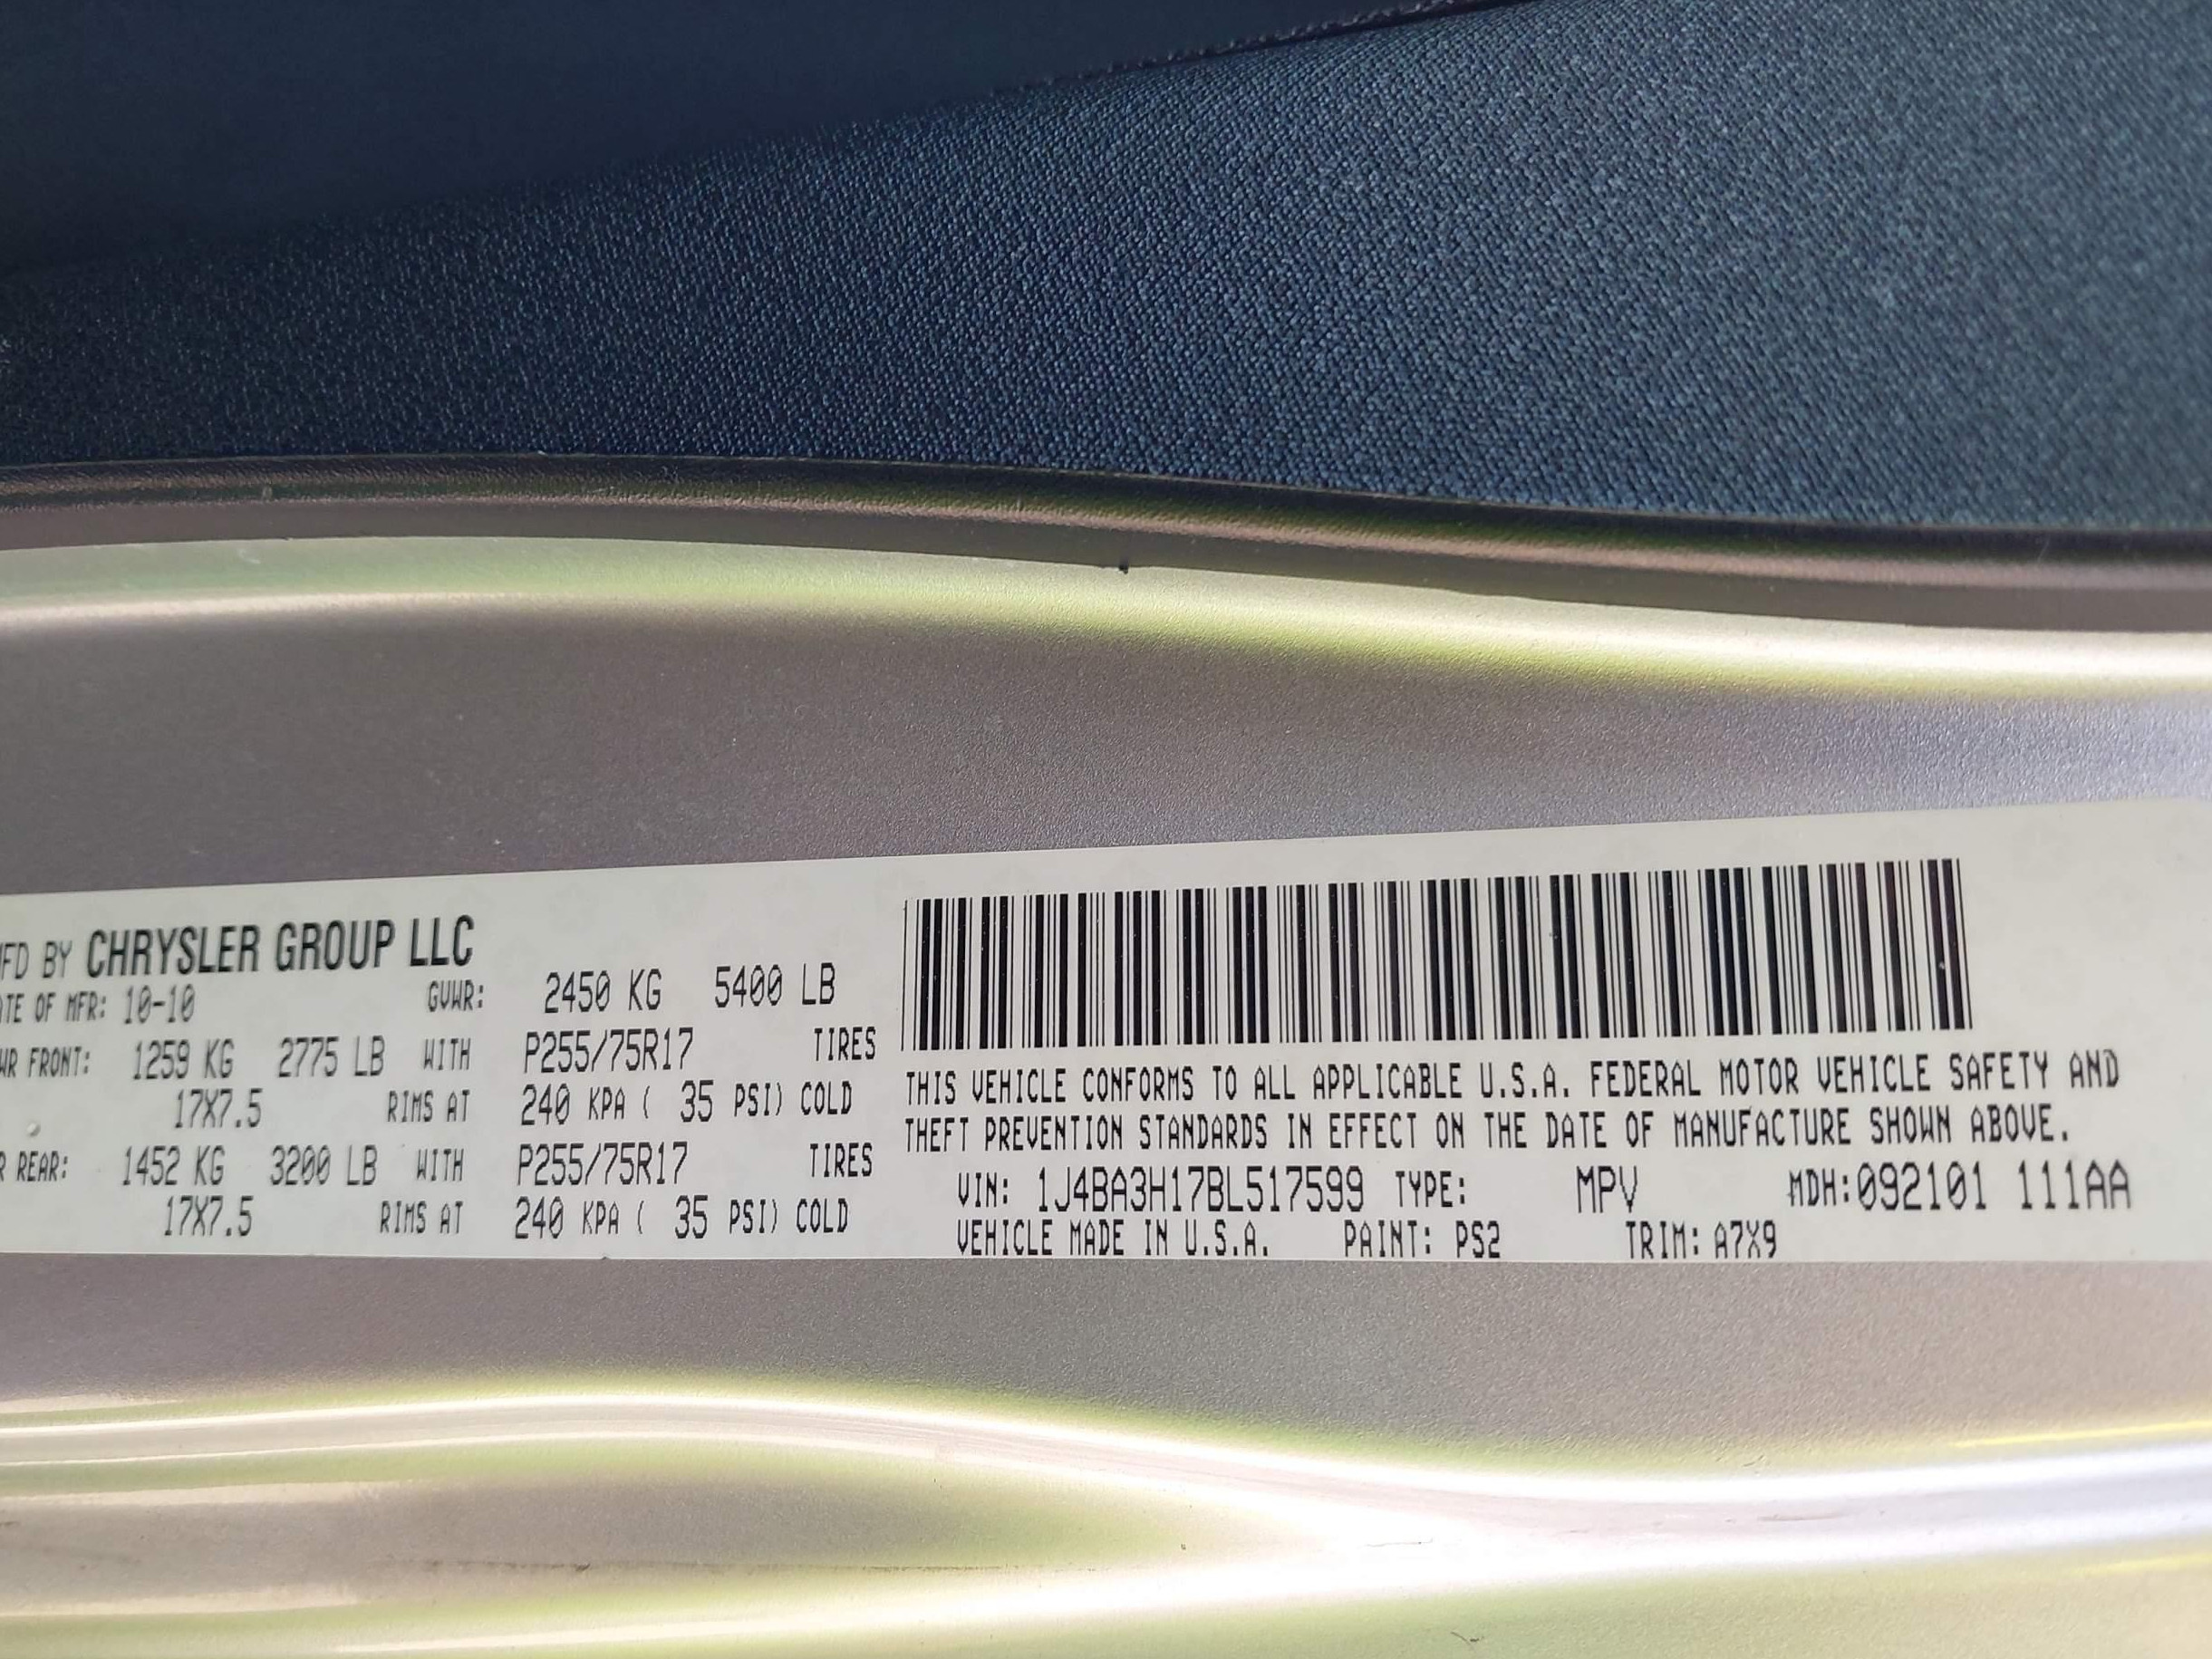 FD BY CHRYSLER GROUP LLC
ATE OF MFR: 10-10 GVWR: 2450 KG 5400 LB
WR FRONT: 1259 KG 2775 LB WITH P255/75R17 TIRES
17X7.5 RIMS AT 240 KPA ( 35 PSI) COLD
R REAR: 1452 KG 3200 LB WITH P255/75R17 TIRES
17X7.5 RIMS AT 240 KPA ( 35 PSI) COLD
THIS VEHICLE CONFORMS TO ALL APPLICABLE U.S.A. FEDERAL MOTOR VEHICLE SAFETY AND
THEFT PREVENTION STANDARDS IN EFFECT ON THE DATE OF MANUFACTURE SHOWN ABOVE.
VIN: 1J4BA3H17BL517599 TYPE: MPV MDH:092101 111AA
VEHICLE MADE IN U.S.A. PAINT: PS2 TRIM: A7X9